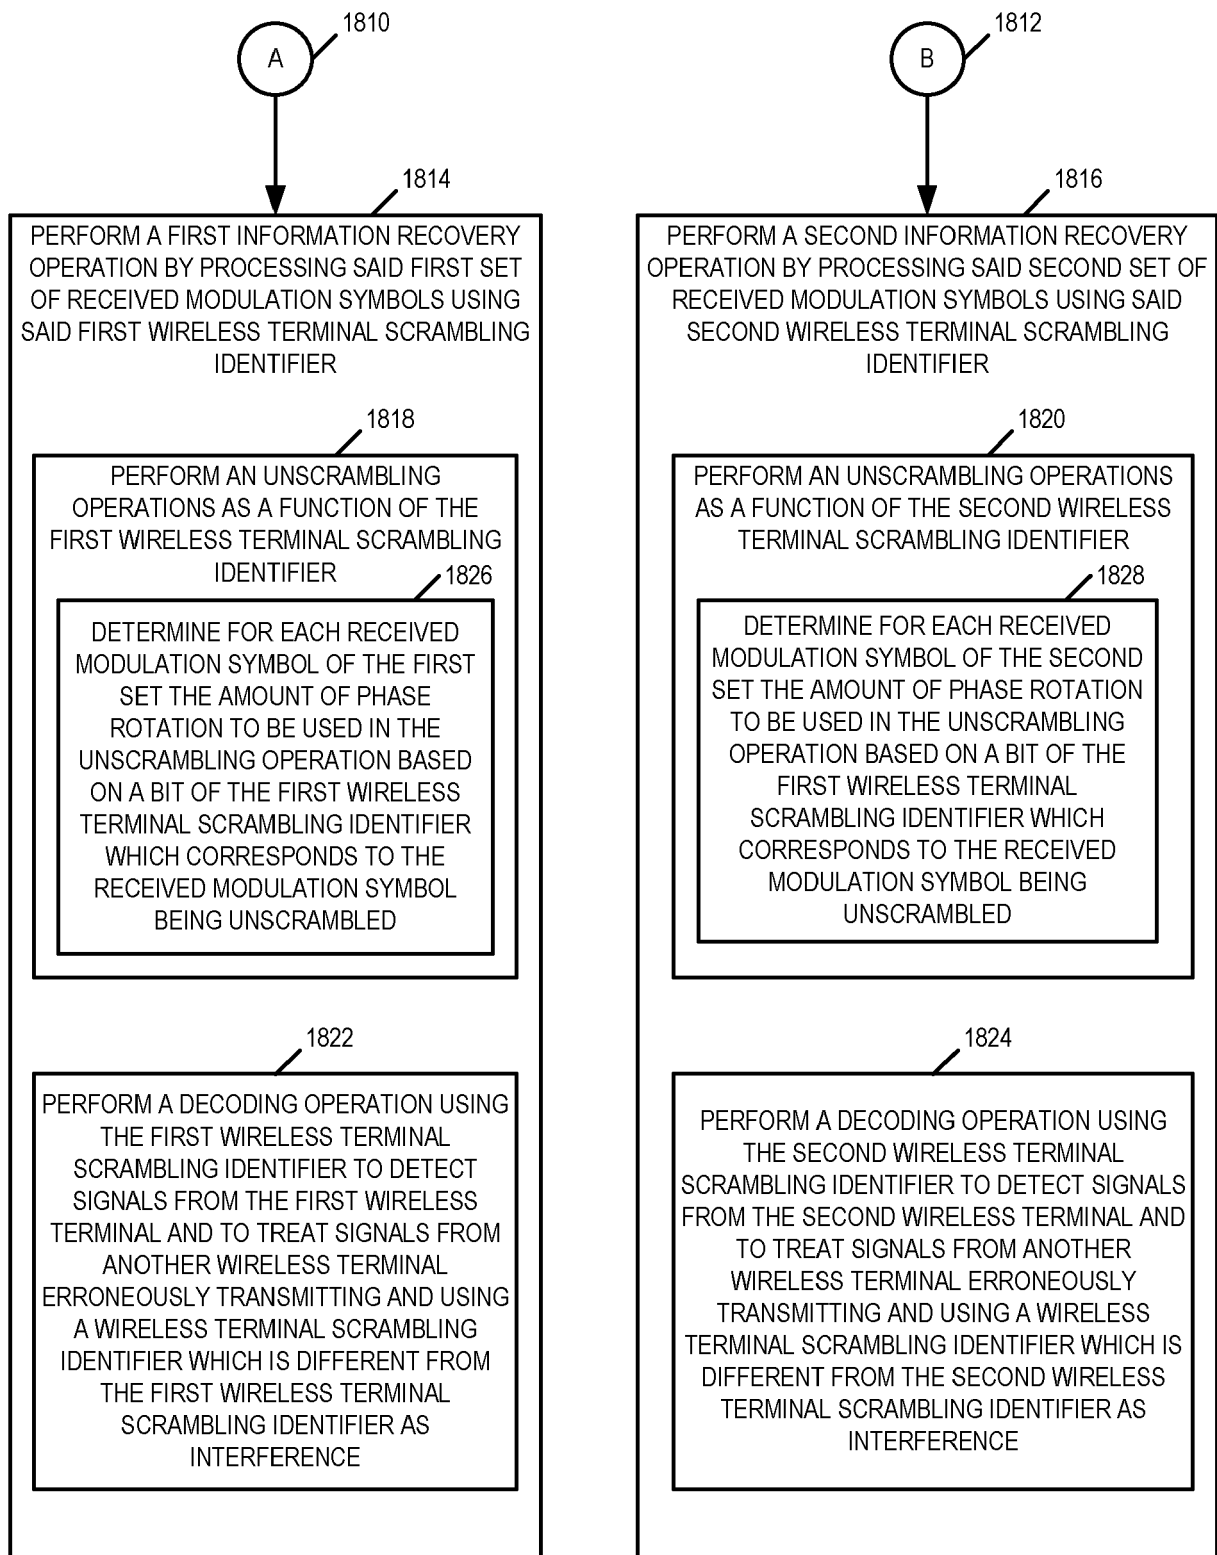 A
1810
1814
PERFORM A FIRST INFORMATION RECOVERY
OPERATION BY PROCESSING SAID FIRST SET
OF RECEIVED MODULATION SYMBOLS USING
SAID FIRST WIRELESS TERMINAL SCRAMBLING
IDENTIFIER
1818
PERFORM AN UNSCRAMBLING
OPERATIONS AS A FUNCTION OF THE
FIRST WIRELESS TERMINAL SCRAMBLING
IDENTIFIER
1826
DETERMINE FOR EACH RECEIVED
MODULATION SYMBOL OF THE FIRST
SET THE AMOUNT OF PHASE
ROTATION TO BE USED IN THE
UNSCRAMBLING OPERATION BASED
ON A BIT OF THE FIRST WIRELESS
TERMINAL SCRAMBLING IDENTIFIER
WHICH CORRESPONDS TO THE
RECEIVED MODULATION SYMBOL
BEING UNSCRAMBLED
1822
PERFORM A DECODING OPERATION USING
THE FIRST WIRELESS TERMINAL
SCRAMBLING IDENTIFIER TO DETECT
SIGNALS FROM THE FIRST WIRELESS
TERMINAL AND TO TREAT SIGNALS FROM
ANOTHER WIRELESS TERMINAL
ERRONEOUSLY TRANSMITTING AND USING
A WIRELESS TERMINAL SCRAMBLING
IDENTIFIER WHICH IS DIFFERENT FROM
THE FIRST WIRELESS TERMINAL
SCRAMBLING IDENTIFIER AS
INTERFERENCE
B
1812
1816
PERFORM A SECOND INFORMATION RECOVERY
OPERATION BY PROCESSING SAID SECOND SET OF
RECEIVED MODULATION SYMBOLS USING SAID
SECOND WIRELESS TERMINAL SCRAMBLING
IDENTIFIER
1820
PERFORM AN UNSCRAMBLING OPERATIONS
AS A FUNCTION OF THE SECOND WIRELESS
TERMINAL SCRAMBLING IDENTIFIER
1828
DETERMINE FOR EACH RECEIVED
MODULATION SYMBOL OF THE SECOND
SET THE AMOUNT OF PHASE ROTATION
TO BE USED IN THE UNSCRAMBLING
OPERATION BASED ON A BIT OF THE
FIRST WIRELESS TERMINAL
SCRAMBLING IDENTIFIER WHICH
CORRESPONDS TO THE RECEIVED
MODULATION SYMBOL BEING
UNSCRAMBLED
1824
PERFORM A DECODING OPERATION USING
THE SECOND WIRELESS TERMINAL
SCRAMBLING IDENTIFIER TO DETECT SIGNALS
FROM THE SECOND WIRELESS TERMINAL AND
TO TREAT SIGNALS FROM ANOTHER
WIRELESS TERMINAL ERRONEOUSLY
TRANSMITTING AND USING A WIRELESS
TERMINAL SCRAMBLING IDENTIFIER WHICH IS
DIFFERENT FROM THE SECOND WIRELESS
TERMINAL SCRAMBLING IDENTIFIER AS
INTERFERENCE